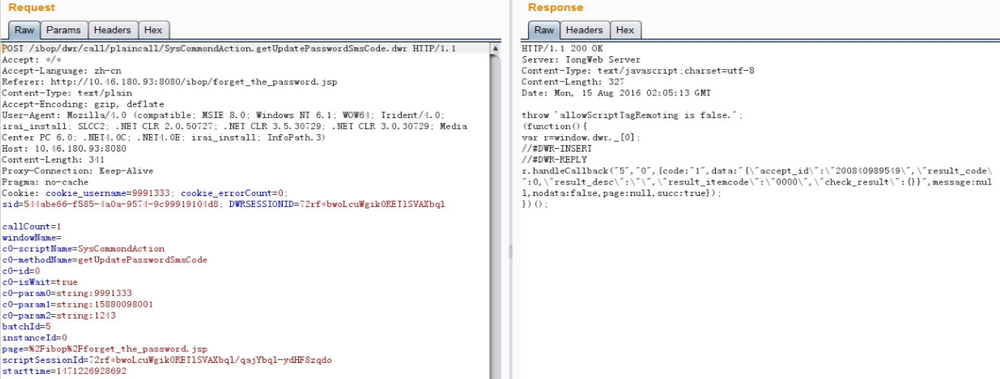 Request
Raw Params Headers Hex
POST /ibop/dwr/call/plaincall/SysCommondAction.getUpdatePasswordSmsCode.dwr HTTP/1.1
Accept: */*
Accept-Language: zh-cn
Referer: http://10.46.180.93:8080/ibop/forget_the_password.jsp
Content-Type: text/plain
Accept-Encoding: gzip, deflate
User-Agent: Mozilla/4.0 (compatible; MSIE 8.0; Windows NT 6.1; WOW64; Trident/4.0;
irai_install; SLCC2; .NET CLR 2.0.50727; .NET CLR 3.5.30729; .NET CLR 3.0.30729; Media
Center PC 6.0; .NET4.0C; .NET4.0E; irai_install; InfoPath.3)
Host: 10.46.180.93:8080
Content-Length: 341
Proxy-Connection: Keep-Alive
Pragma: no-cache
Cookie: cookie_username=9991333; cookie_errorCount=0;
sid=544abe66-f585-4a0a-9574-9c99919104d8; DWRSESSIONID=72rf*bwoLcuWgik0RETlSVAXbql
callCount=1
windowName=
c0-scriptName=SysCommondAction
c0-methodName=getUpdatePasswordSmsCode
c0-id=0
c0-isWait=true
c0-param0=string:9991333
c0-param1=string:15880098001
c0-param2=string:1243
batchId=5
instanceId=0
page=%2Fibop%2Fforget_the_password.jsp
scriptSessionId=72rf*bwoLcuWgik0RETlSVAXbql/qajYbql-ydHF8zqdo
starttime=1471226928692
Response
Raw Headers Hex
HTTP/1.1 200 OK
Server: TongWeb Server
Content-Type: text/javascript;charset=utf-8
Content-Length: 327
Date: Mon, 15 Aug 2016 02:05:13 GMT
throw 'allowScriptTagRemoting is false.';
(function(){
var r=window.dwr._[0];
//#DWR-INSERT
//#DWR-REPLY
r.handleCallback("5","0",{code:"1",data:"{\"accept_id\":\"200840989549\",\"result_code\
":0,\"result_desc\":\"\",\"result_itemcode\":\"0000\",\"check_result\":{}}",message:nul
l,nodata:false,page:null,succ:true});
})();